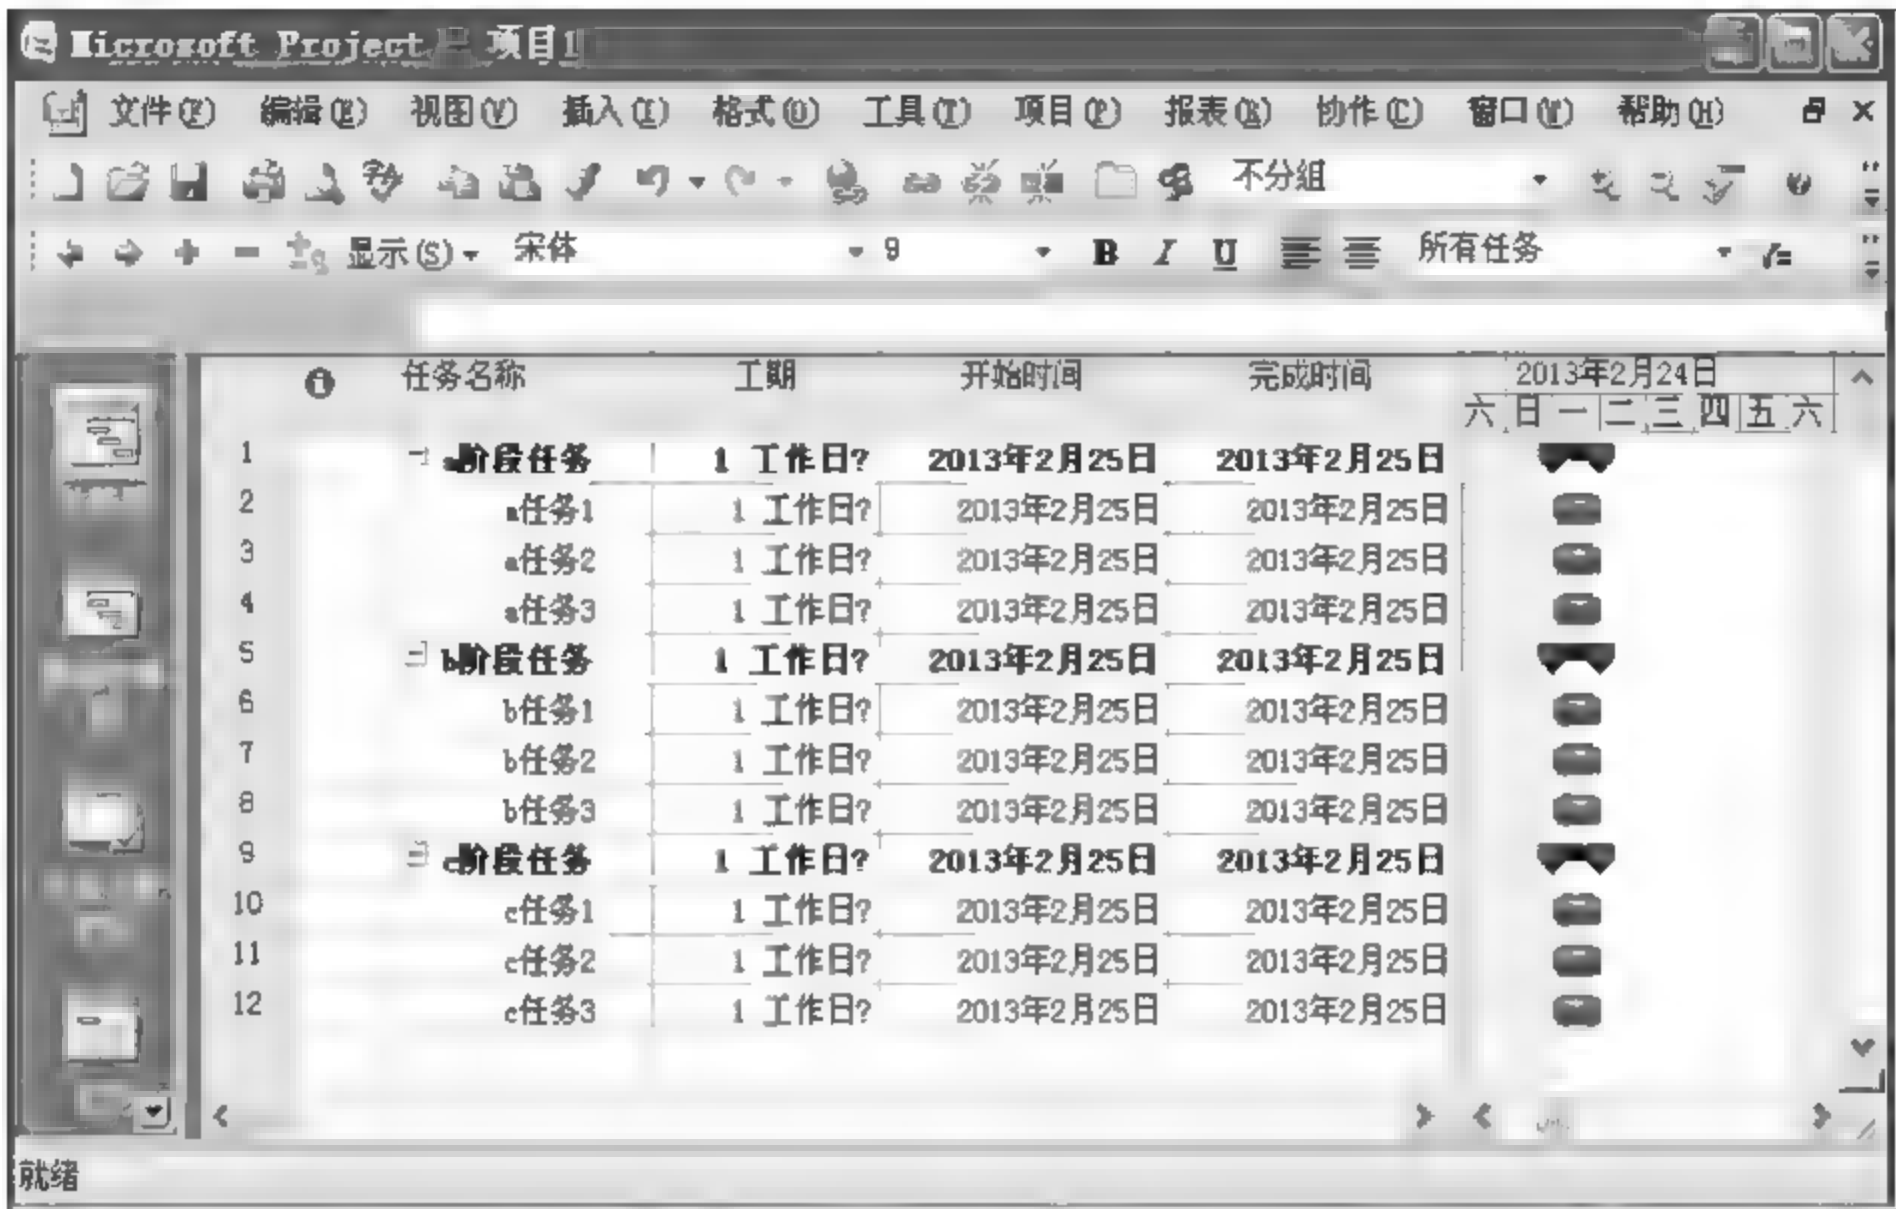 Microsoft Project - 项目1
文件(F) 编辑(E) 视图(V) 插入(I) 格式(O) 工具(T) 项目(P) 报表(R) 协作(C) 窗口(W) 帮助(H)
不分组
显示(S) 宋体 9 B I U 所有任务
任务名称 工期 开始时间 完成时间 2013年2月24日
六 日 一 二 三 四 五 六
1 a阶段任务 1 工作日? 2013年2月25日 2013年2月25日
2 a任务1 1 工作日? 2013年2月25日 2013年2月25日
3 a任务2 1 工作日? 2013年2月25日 2013年2月25日
4 a任务3 1 工作日? 2013年2月25日 2013年2月25日
5 b阶段任务 1 工作日? 2013年2月25日 2013年2月25日
6 b任务1 1 工作日? 2013年2月25日 2013年2月25日
7 b任务2 1 工作日? 2013年2月25日 2013年2月25日
8 b任务3 1 工作日? 2013年2月25日 2013年2月25日
9 c阶段任务 1 工作日? 2013年2月25日 2013年2月25日
10 c任务1 1 工作日? 2013年2月25日 2013年2月25日
11 c任务2 1 工作日? 2013年2月25日 2013年2月25日
12 c任务3 1 工作日? 2013年2月25日 2013年2月25日
就绪